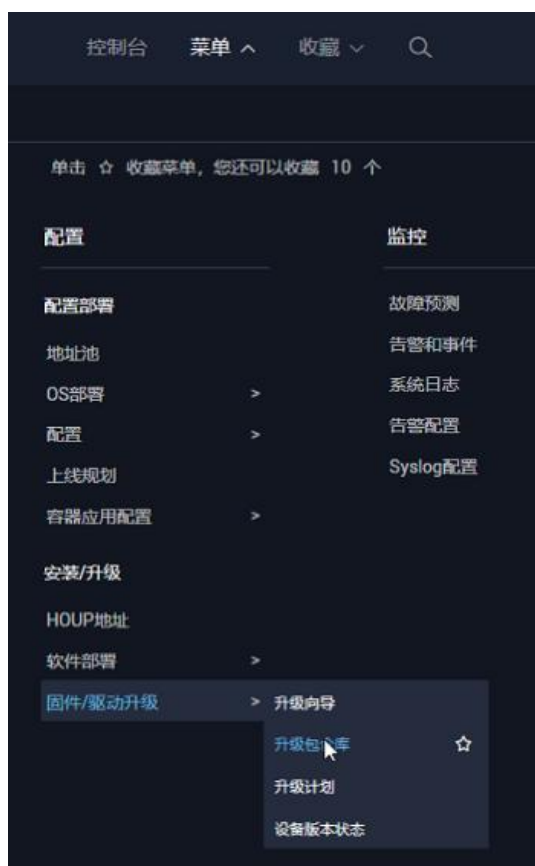 控制台 菜单 收藏
单击 ☆ 收藏菜单，您还可以收藏 10 个
配置
配置部署
地址池
OS部署 >
配置 >
上线规划
容器应用配置 >
安装/升级
HOUP地址
软件部署 >
固件/驱动升级 >
升级向导
升级包仓库
升级计划
设备版本状态
监控
故障预测
告警和事件
系统日志
告警配置
Syslog配置